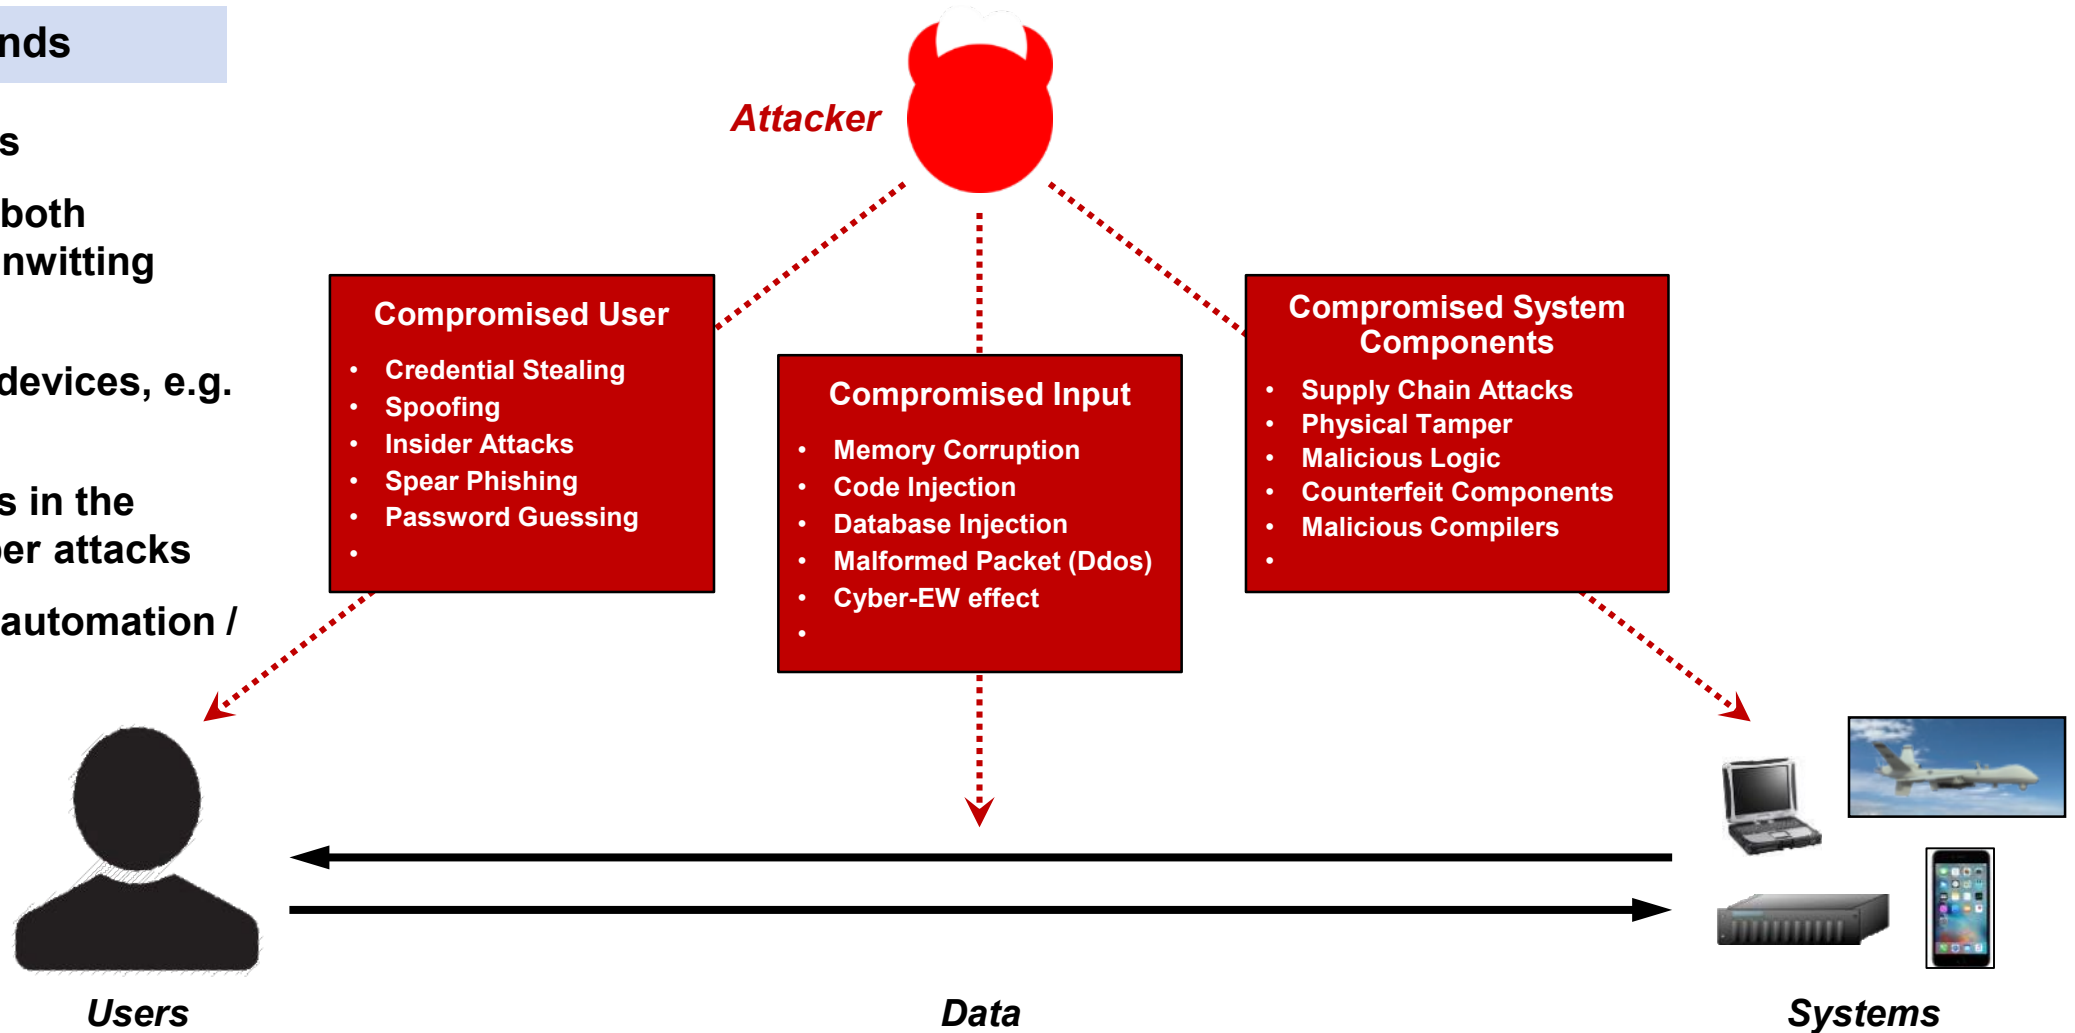 nds
s
both
nwitting
devices, e.g.
s in the
per attacks
automation /
Attacker
Compromised User
• Credential Stealing
• Spoofing
• Insider Attacks
• Spear Phishing
• Password Guessing
•
Compromised Input
• Memory Corruption
• Code Injection
• Database Injection
• Malformed Packet (Ddos)
• Cyber-EW effect
•
Compromised System
Components
• Supply Chain Attacks
• Physical Tamper
• Malicious Logic
• Counterfeit Components
• Malicious Compilers
•
Users
Data
Systems